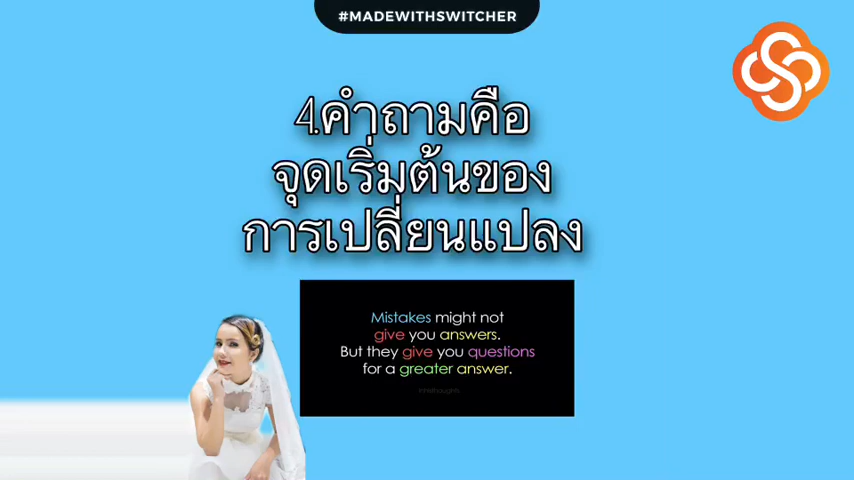 #MADEWITHSWITCHER
4.คำถามคือ
จุดเริ่มต้นของ
การเปลี่ยนแปลง
Mistakes might not
give you answers.
But they give you questions
for a greater answer.